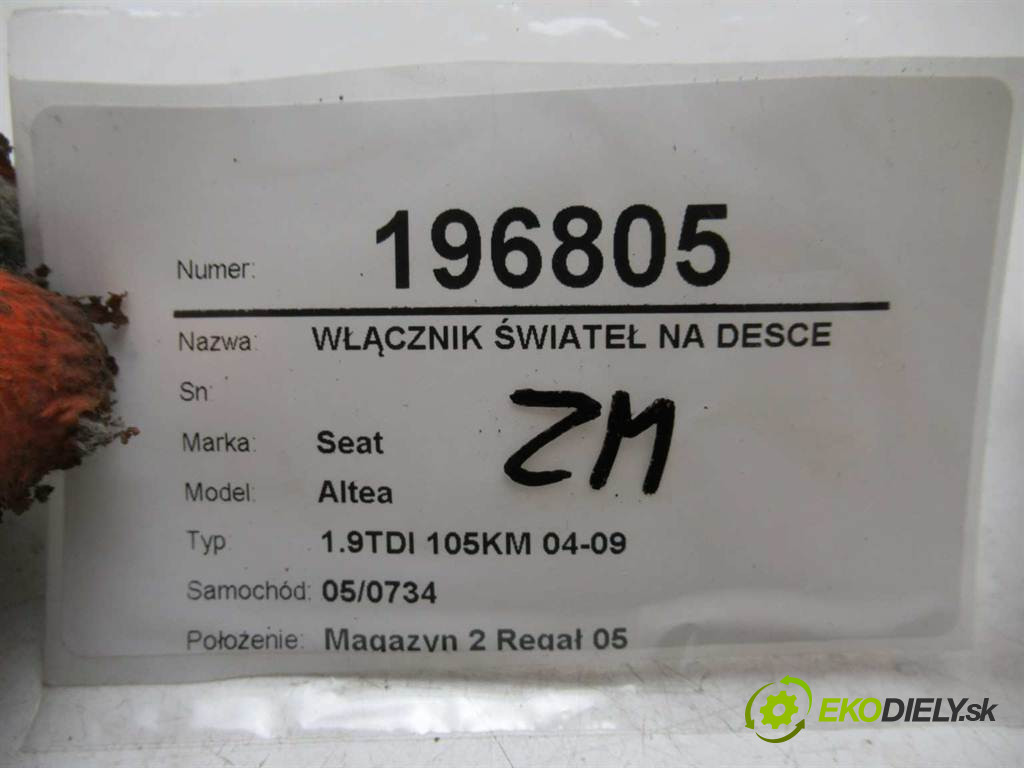 Numer: 196805
Nazwa: WŁĄCZNIK ŚWIATEŁ NA DESCE
Sn:
ZM
Marka: Seat
Model: Altea
Typ 1.9TDI 105KM 04-09
Samochód: 05/0734
Położenie: Magazyn 2 Regał 05
EKODIELY.sk